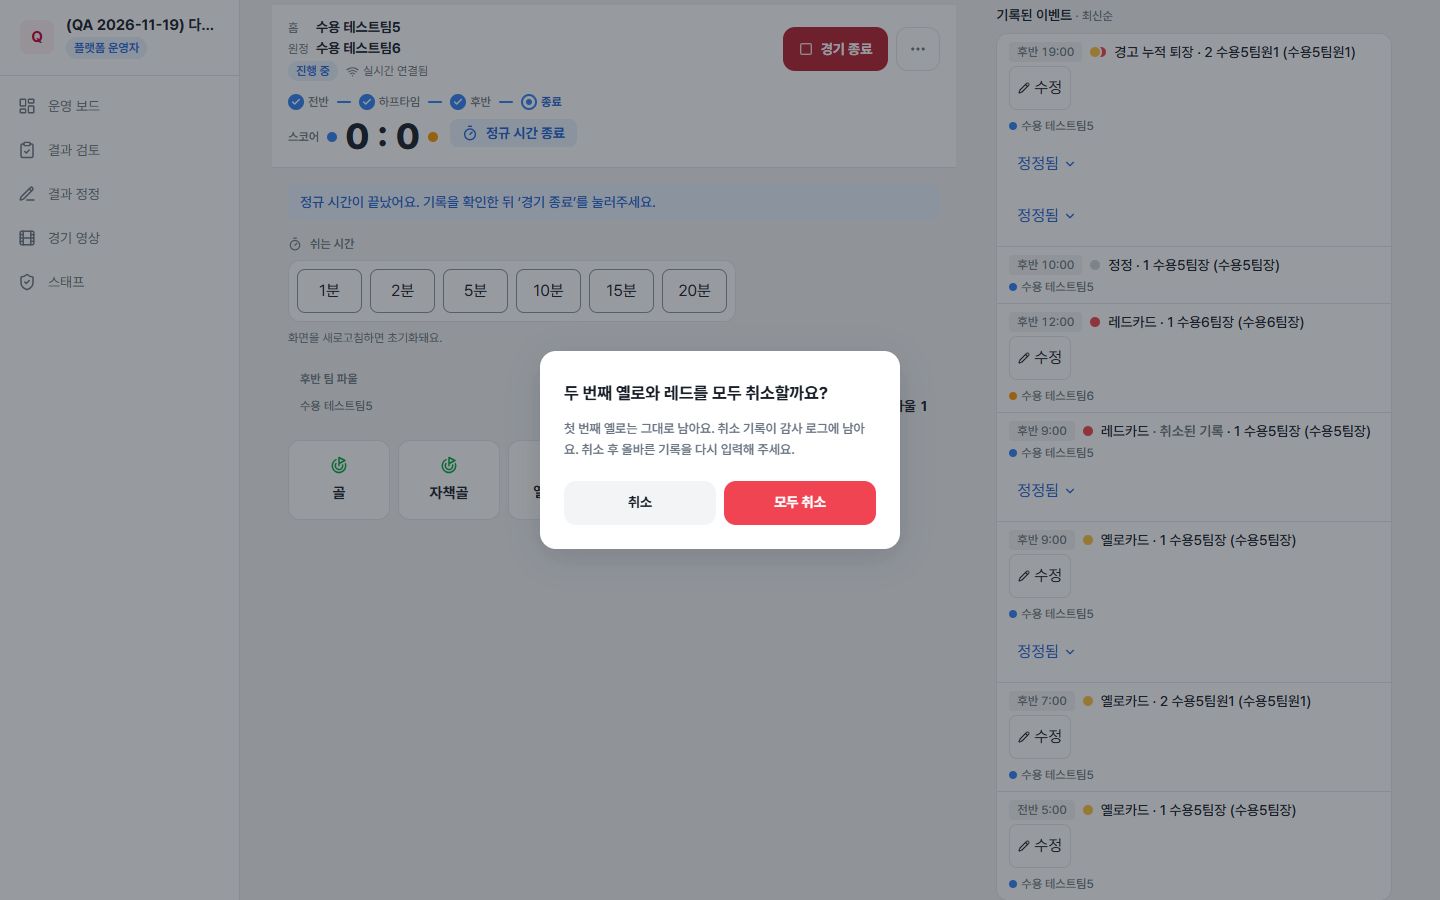 Q
(QA 2026-11-19) 다...
플랫폼 운영자
운영 보드
결과 검토
결과 정정
경기 영상
스태프
홈 수용 테스트팀5
원정 수용 테스트팀6
진행 중 실시간 연결됨
경기 종료
전반 하프타임 후반 종료
스코어 0 : 0 정규 시간 종료
정규 시간이 끝났어요. 기록을 확인한 뒤 ‘경기 종료’를 눌러주세요.
쉬는 시간
1분 2분 5분 10분 15분 20분
화면을 새로고침하면 초기화돼요.
후반 팀 파울
수용 테스트팀5
1
골
자책골
두 번째 옐로와 레드를 모두 취소할까요?
첫 번째 옐로는 그대로 남아요. 취소 기록이 감사 로그에 남아
요. 취소 후 올바른 기록을 다시 입력해 주세요.
취소 모두 취소
기록된 이벤트 · 최신순
후반 19:00 경고 누적 퇴장 · 2 수용5팀원1 (수용5팀원1)
수정
수용 테스트팀5
정정됨
정정됨
후반 10:00 정정 · 1 수용5팀장 (수용5팀장)
수용 테스트팀5
후반 12:00 레드카드 · 1 수용6팀장 (수용6팀장)
수정
수용 테스트팀6
후반 9:00 레드카드 · 취소된 기록 · 1 수용5팀장 (수용5팀장)
수용 테스트팀5
정정됨
후반 9:00 옐로카드 · 1 수용5팀장 (수용5팀장)
수정
수용 테스트팀5
정정됨
후반 7:00 옐로카드 · 2 수용5팀원1 (수용5팀원1)
수정
수용 테스트팀5
전반 5:00 옐로카드 · 1 수용5팀장 (수용5팀장)
수정
수용 테스트팀5